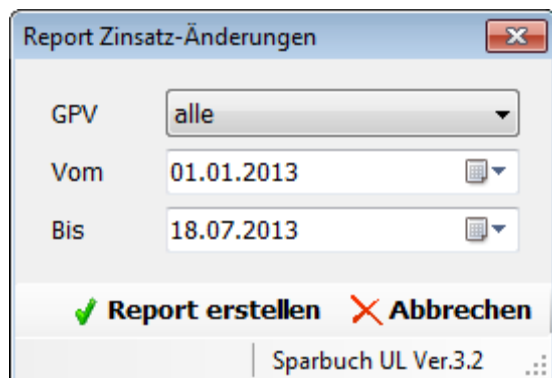 Report Zinsatz-Änderungen
GPV alle
Vom 01.01.2013
Bis 18.07.2013
Report erstellen Abbrechen
Sparbuch UL Ver.3.2